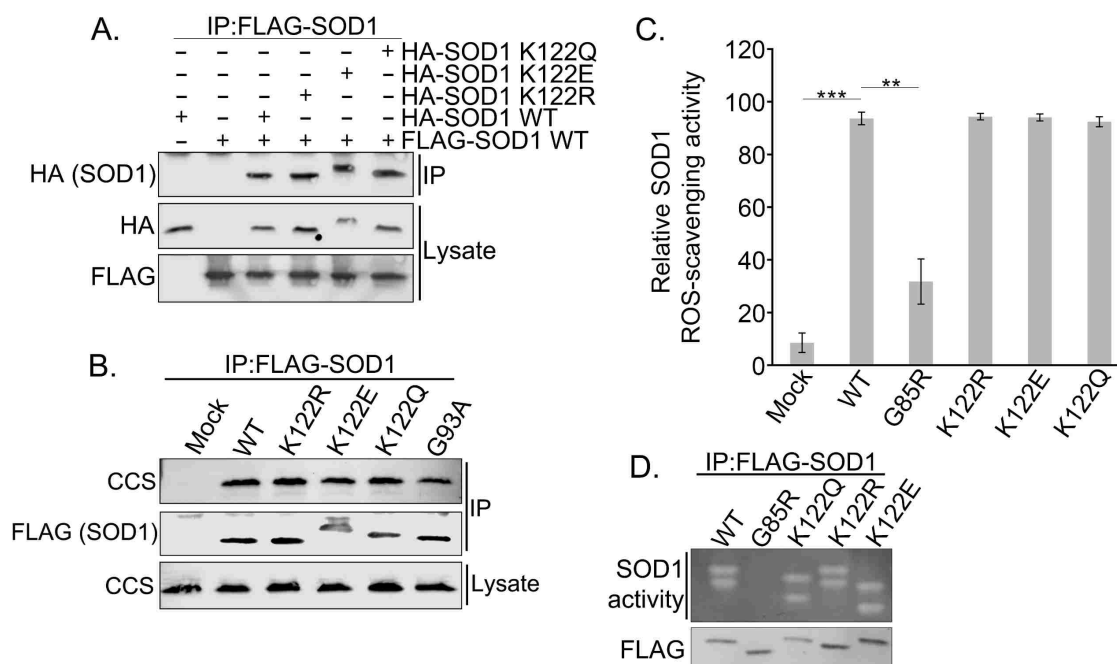 A.
IP:FLAG-SOD1
– – – – – + HA-SOD1 K122Q
– – – – + – HA-SOD1 K122E
– – – + – – HA-SOD1 K122R
+ – + – – – HA-SOD1 WT
– + + + + + FLAG-SOD1 WT
HA (SOD1) IP
HA
FLAG
Lysate
B.
IP:FLAG-SOD1
Mock WT K122R K122E K122Q G93A
CCS
FLAG (SOD1)
IP
CCS Lysate
C.
Relative SOD1
ROS-scavenging activity
120
100
80
60
40
20
0
*** **
Mock WT G85R K122R K122E K122Q
D.
IP:FLAG-SOD1
WT G85R K122Q K122R K122E
SOD1
activity
FLAG